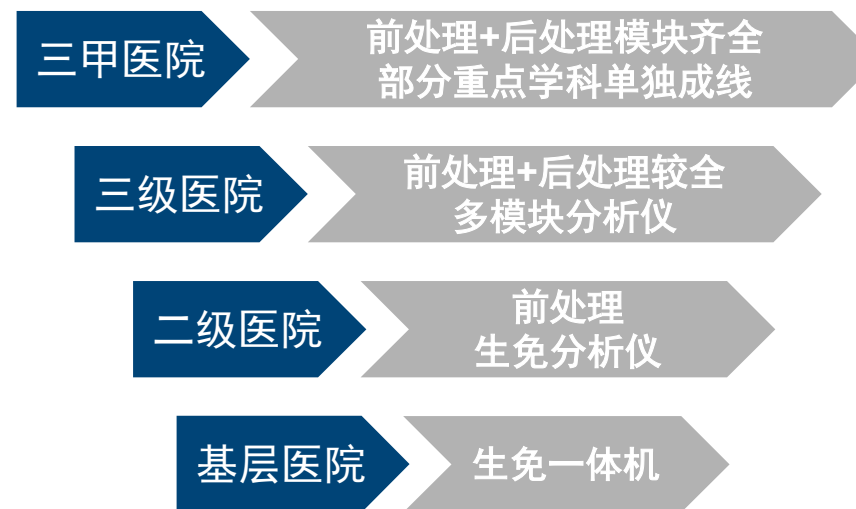 三甲医院
前处理+后处理模块齐全
部分重点学科单独成线
三级医院
前处理+后处理较全
多模块分析仪
二级医院
前处理
生免分析仪
基层医院
生免一体机